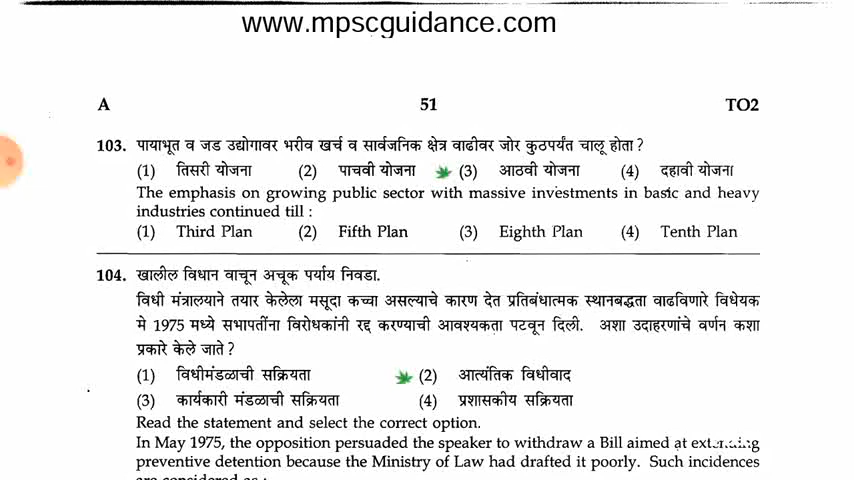 www.mpscguidance.com
A 51 TO2
103. पायाभूत व जड उद्योगावर भरीव खर्च व सार्वजनिक क्षेत्र वाढीवर जोर कुठपर्यंत चालू होता ?
(1) तिसरी योजना (2) पाचवी योजना (3) आठवी योजना (4) दहावी योजना
The emphasis on growing public sector with massive investments in basic and heavy
industries continued till :
(1) Third Plan (2) Fifth Plan (3) Eighth Plan (4) Tenth Plan
104. खालील विधान वाचून अचूक पर्याय निवडा.
विधी मंत्रालयाने तयार केलेला मसूदा कच्चा असल्याचे कारण देत प्रतिबंधात्मक स्थानबद्धता वाढविणारे विधेयक
मे 1975 मध्ये सभापतींना विरोधकांनी रद्द करण्याची आवश्यकता पटवून दिली. अशा उदाहरणांचे वर्णन कशा
प्रकारे केले जाते ?
(1) विधीमंडळाची सक्रियता (2) आत्यंतिक विधीवाद
(3) कार्यकारी मंडळाची सक्रियता (4) प्रशासकीय सक्रियता
Read the statement and select the correct option.
In May 1975, the opposition persuaded the speaker to withdraw a Bill aimed at extending
preventive detention because the Ministry of Law had drafted it poorly. Such incidences
are considered as :